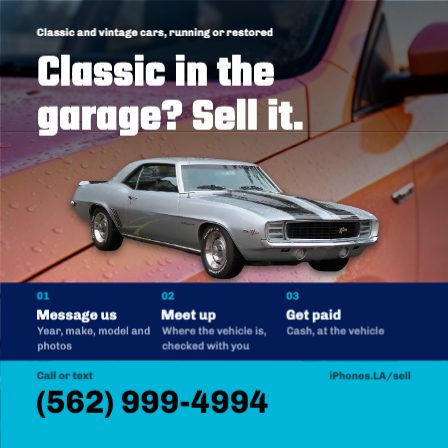 Classic and vintage cars, running or restored
Classic in the
garage? Sell it.
01
Message us
Year, make, model and
photos
02
Meet up
Where the vehicle is,
checked with you
03
Get paid
Cash, at the vehicle
Call or text
(562) 999-4994
iPhones.LA/sell